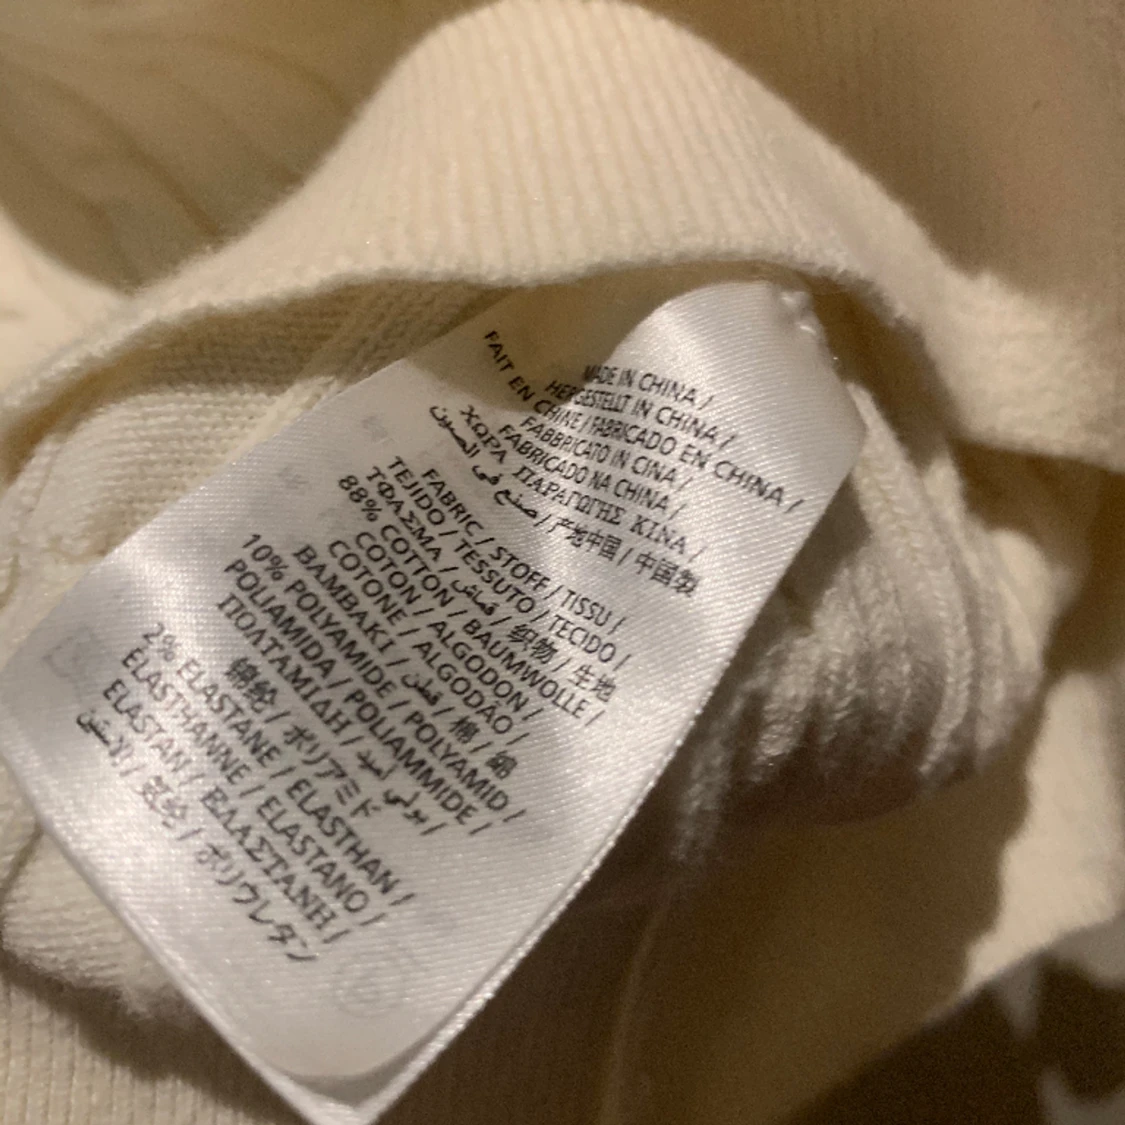 MADE IN CHINA /
HERGESTELLT IN CHINA /
FAIT EN CHINE / FABRICADO EN CHINA /
FABBRICATO IN CINA /
FABRICADO NA CHINA /
ΧΩΡΑ ΠΑΡΑΓΩΓΗΣ ΚΙΝΑ /
صنع في الصين / 产地中国 / 中国製
FABRIC / STOFF / TISSU /
TEJIDO / TESSUTO / TECIDO /
ΤΦΑΣΜΑ / قماش / 织物 / 生地
88% COTTON / BAUMWOLLE /
COTON / ALGODON /
COTONE / ALGODÃO /
BAMBAKI / قطن / 棉 / 綿
10% POLYAMIDE / POLYAMID /
POLIAMIDA / POLIAMMIDE /
ΠΟΛΤΑΜΙΔΗ / بولي أميد /
锦纶 / ポリアミド
2% ELASTANE / ELASTHAN /
ELASTHANNE / ELASTANO /
ELASTAN / ΕΛΑΣΤΑΝΗ /
الاستين / 氨纶 / ポリウレタン